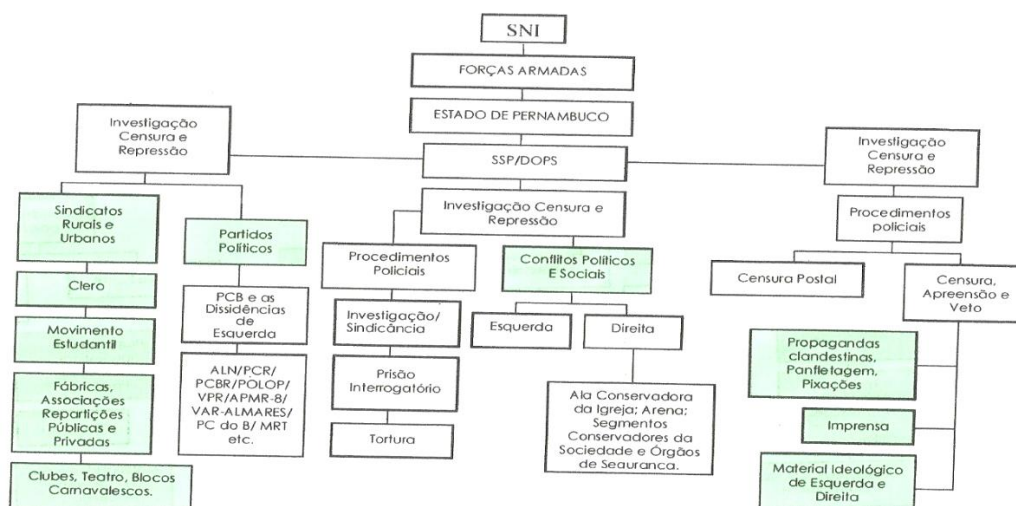 SNI
FORÇAS ARMADAS
ESTADO DE PERNAMBUCO
SSP/DOPS
Investigação
Censura e
Repressão
Sindicatos
Rurais e
Urbanos
Clero
Movimento
Estudantil
Fábricas,
Associações
Repartições
Públicas e
Privadas
Clubes, Teatro, Blocos
Carnavalescos.
Partidos
Políticos
PCB e as
Dissidências
de
Esquerda
ALN/PCR/
PCBR/POLOP/
VPR/APMR-8/
VAR-ALMARES/
PC do B/ MRT
etc.
Investigação Censura e
Repressão
Procedimentos
Policiais
Investigação/
Sindicância
Prisão
Interrogatório
Tortura
Conflitos Políticos
E Sociais
Esquerda
Direita
Ala Conservadora
da Igreja; Arena;
Segmentos
Conservadores da
Sociedade e Órgãos
de Seguranca.
Investigação
Censura e
Repressão
Procedimentos
policiais
Censura Postal
Censura,
Apreensão e
Veto
Propagandas
clandestinas,
Panfletagem,
Pixações
Imprensa
Material Ideológico
de Esquerda e
Direita